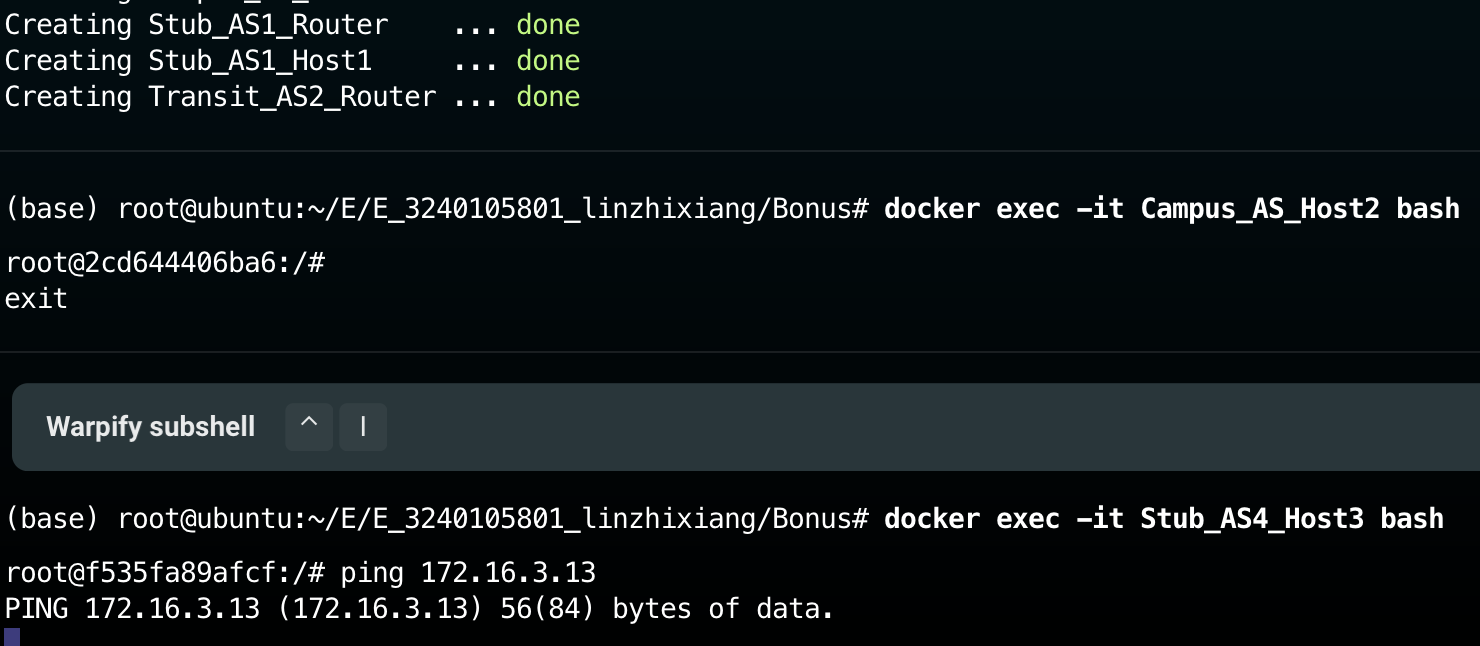 Creating Stub_AS1_Router    ... done
Creating Stub_AS1_Host1     ... done
Creating Transit_AS2_Router ... done
(base) root@ubuntu:~/E/E_3240105801_linzhixiang/Bonus# docker exec -it Campus_AS_Host2 bash
root@2cd644406ba6:/#
exit
Warpify subshell ^ I
(base) root@ubuntu:~/E/E_3240105801_linzhixiang/Bonus# docker exec -it Stub_AS4_Host3 bash
root@f535fa89afcf:/# ping 172.16.3.13
PING 172.16.3.13 (172.16.3.13) 56(84) bytes of data.